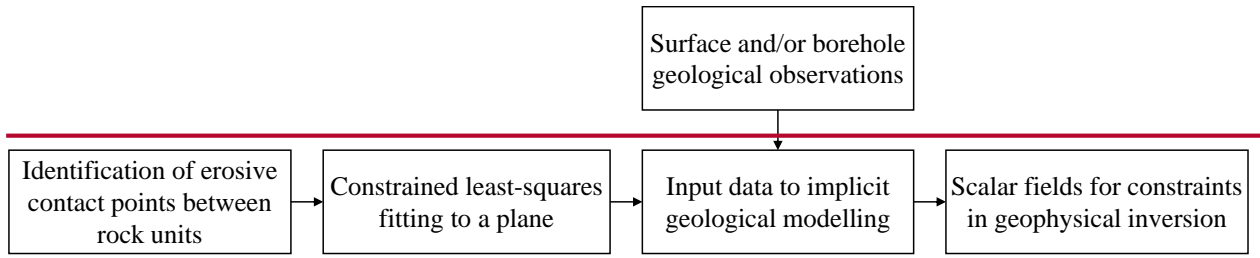 Surface and/or borehole
geological observations
Identification of erosive
contact points between
rock units
Constrained least-squares
fitting to a plane
Input data to implicit
geological modelling
Scalar fields for constraints
in geophysical inversion